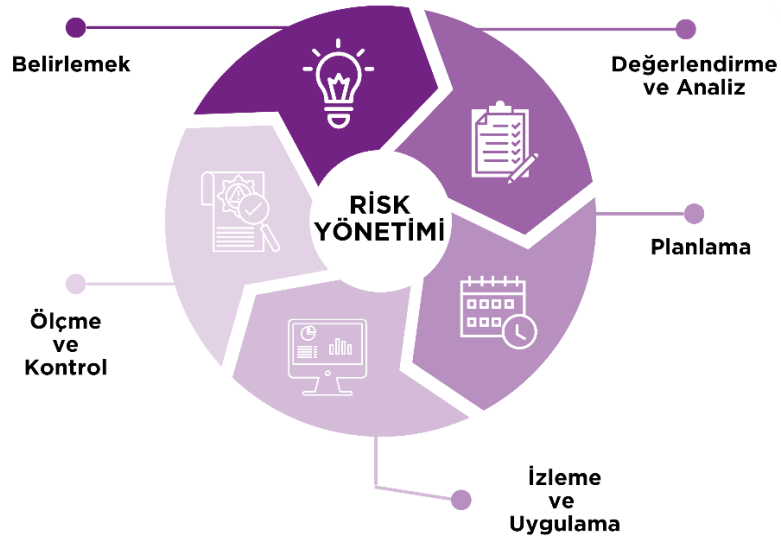 Belirlemek
Değerlendirme
ve Analiz
RİSK
YÖNETİMİ
Planlama
Ölçme
ve
Kontrol
İzleme
ve
Uygulama